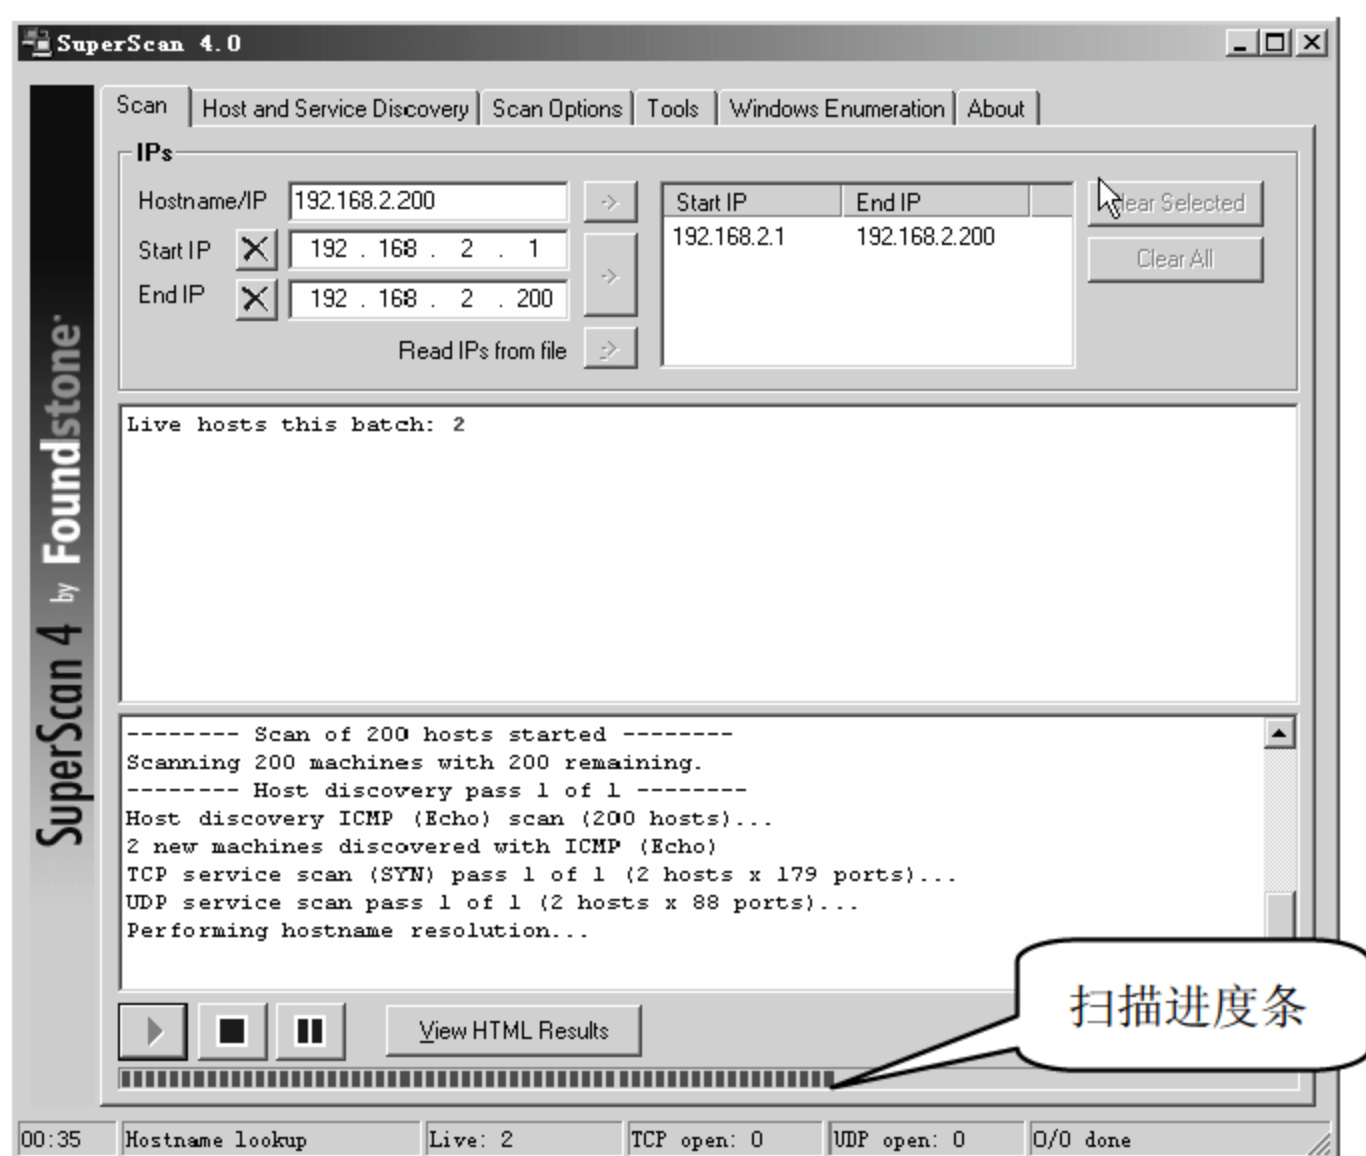 SuperScan 4.0
Scan
Host and Service Discovery
Scan Options
Tools
Windows Enumeration
About
IPs
Hostname/IP 192.168.2.200 ->
Start IP 192 . 168 . 2 . 1
End IP 192 . 168 . 2 . 200
->
Read IPs from file ->
Start IP End IP
192.168.2.1 192.168.2.200
Selected
Clear All
SuperScan 4 by Foundstone
Live hosts this batch: 2
-------- Scan of 200 hosts started --------
Scanning 200 machines with 200 remaining.
-------- Host discovery pass 1 of 1 --------
Host discovery ICMP (Echo) scan (200 hosts)...
2 new machines discovered with ICMP (Echo)
TCP service scan (SYN) pass 1 of 1 (2 hosts x 179 ports)...
UDP service scan pass 1 of 1 (2 hosts x 88 ports)...
Performing hostname resolution...
扫描进度条
View HTML Results
00:35 Hostname lookup Live: 2 TCP open: 0 UDP open: 0 0/0 done